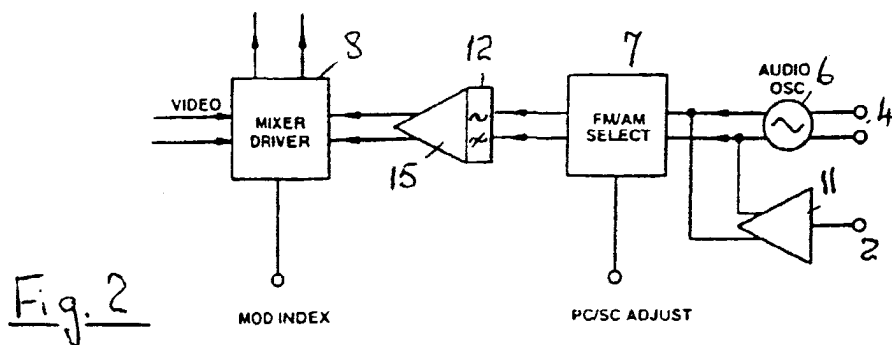 8
12
7
AUDIO
OSC
6
4
VIDEO
MIXER
DRIVER
FM/AM
SELECT
15
11
2
Fig. 2
MOD INDEX
PC/SC ADJUST